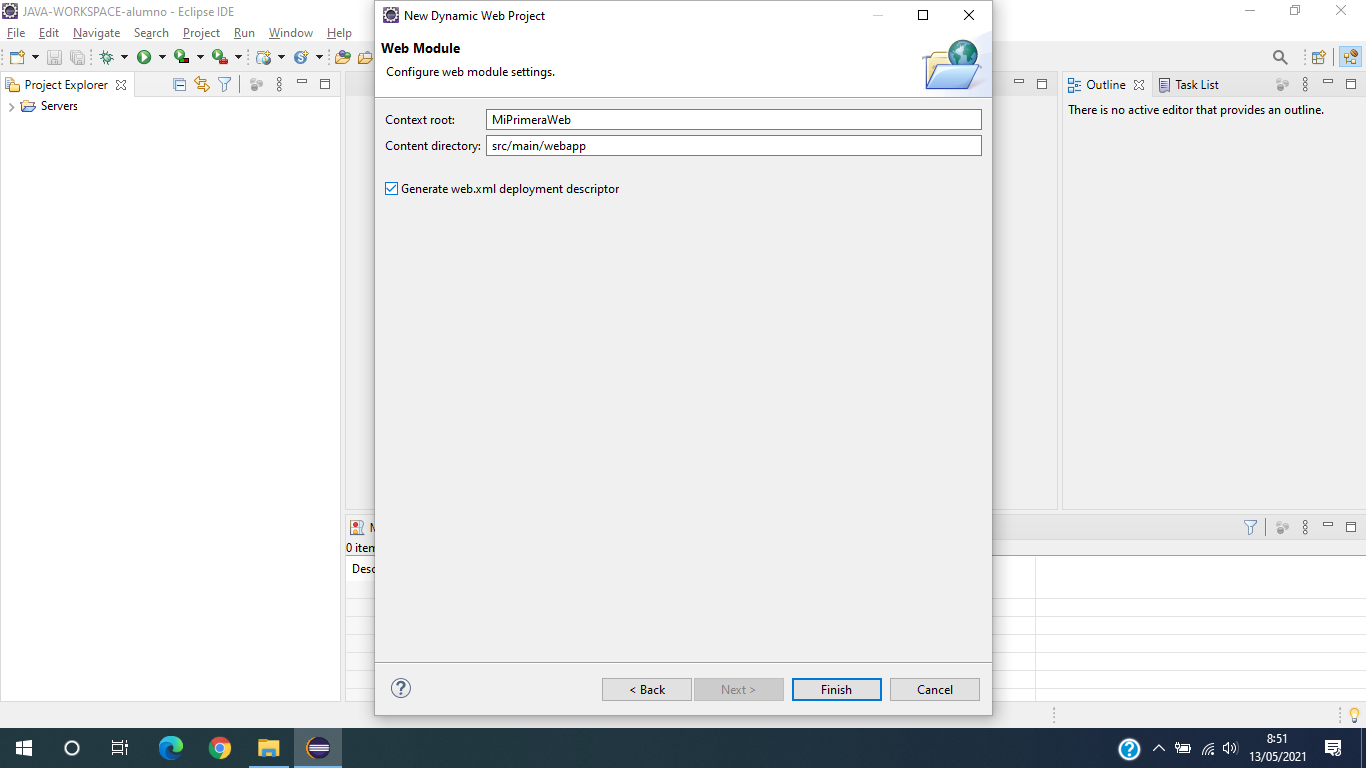 JAVA-WORKSPACE-alumno - Eclipse IDE
File Edit Navigate Search Project Run Window Help
Project Explorer
Servers
New Dynamic Web Project
Web Module
Configure web module settings.
Context root: MiPrimeraWeb
Content directory: src/main/webapp
Generate web.xml deployment descriptor
Outline Task List
There is no active editor that provides an outline.
0 item
Desc
? < Back Next > Finish Cancel
8:51
13/05/2021